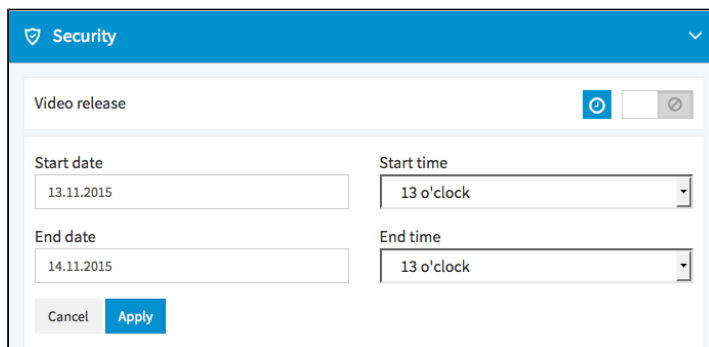 Security
Video release
Start date Start time
13.11.2015 13 o'clock
End date End time
14.11.2015 13 o'clock
Cancel Apply